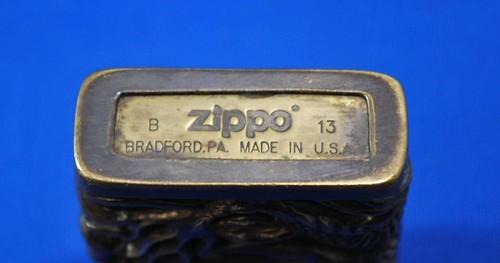 B zippo® 13
BRADFORD,PA. MADE IN U.S.A.